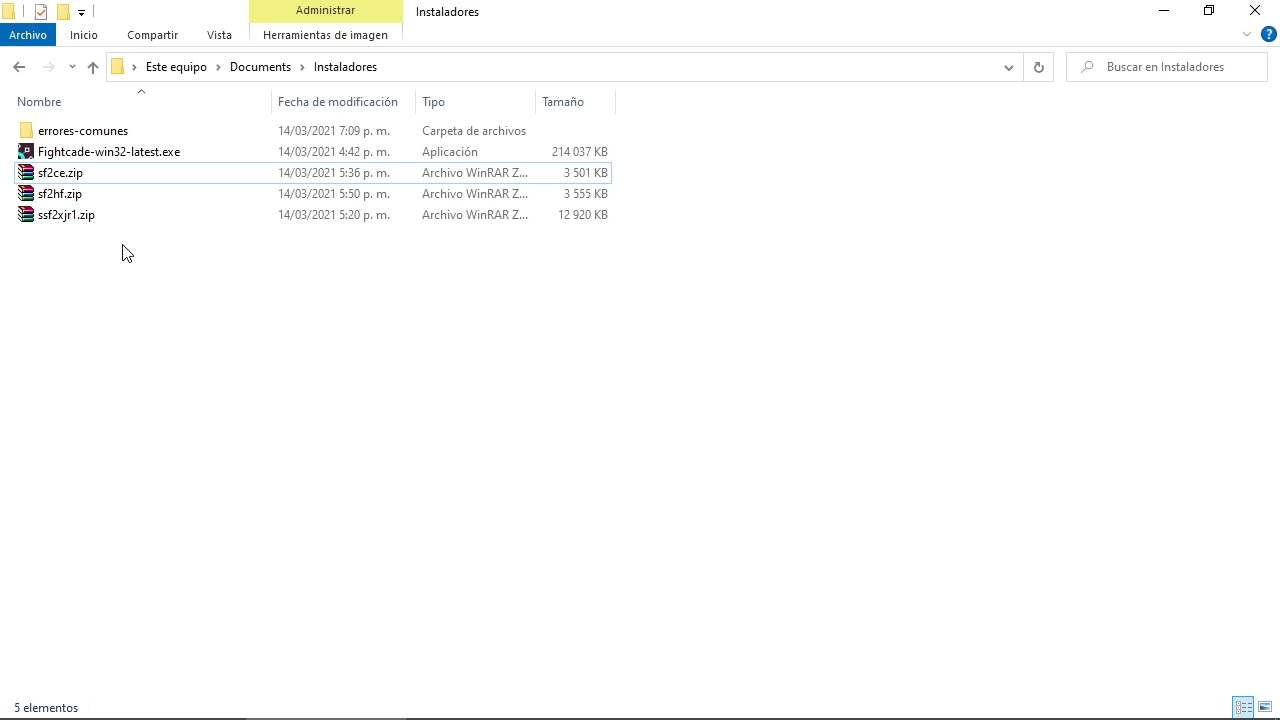 Administrar
Instaladores
Archivo
Inicio
Compartir
Vista
Herramientas de imagen
?
Este equipo > Documents > Instaladores
Buscar en Instaladores
Nombre
Fecha de modificación
Tipo
Tamaño
errores-comunes 14/03/2021 7:09 p. m. Carpeta de archivos
Fightcade-win32-latest.exe 14/03/2021 4:42 p. m. Aplicación 214 037 KB
sf2ce.zip 14/03/2021 5:36 p. m. Archivo WinRAR Z... 3 501 KB
sf2hf.zip 14/03/2021 5:50 p. m. Archivo WinRAR Z... 3 555 KB
ssf2xjr1.zip 14/03/2021 5:20 p. m. Archivo WinRAR Z... 12 920 KB
5 elementos